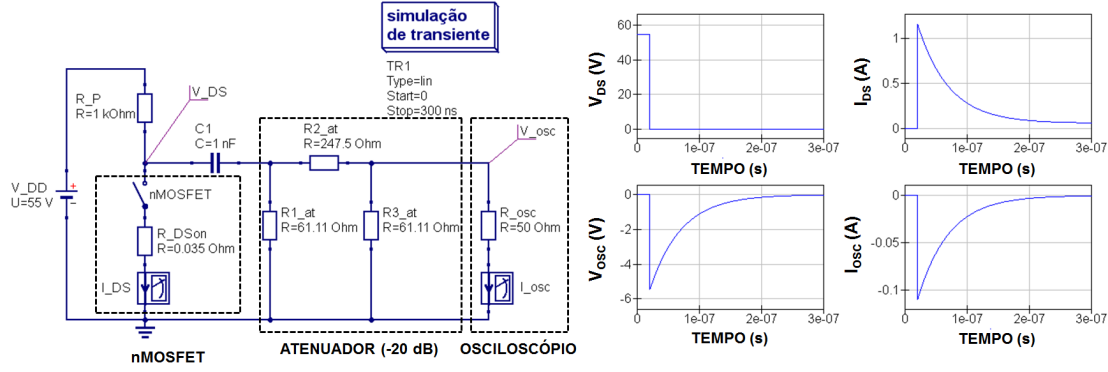 simulação
de transiente
TR1
Type=lin
Start=0
Stop=300 ns
R_P
R=1 kOhm
V_DS
C1
C=1 nF
R2_at
R=247.5 Ohm
V_osc
V_DD
U=55 V
+
−
nMOSFET
R_DSon
R=0.035 Ohm
I_DS
R1_at
R=61.11 Ohm
R3_at
R=61.11 Ohm
R_osc
R=50 Ohm
I_osc
nMOSFET
ATENUADOR (-20 dB)
OSCILOSCÓPIO
VDS (V)
60
40
20
0
0
1e-07
2e-07
3e-07
TEMPO (s)
IDS (A)
1
0.5
0
0
1e-07
2e-07
3e-07
TEMPO (s)
VOSC (V)
0
-2
-4
-6
0
1e-07
2e-07
3e-07
TEMPO (s)
IOSC (A)
0
-0.05
-0.1
0
1e-07
2e-07
3e-07
TEMPO (s)